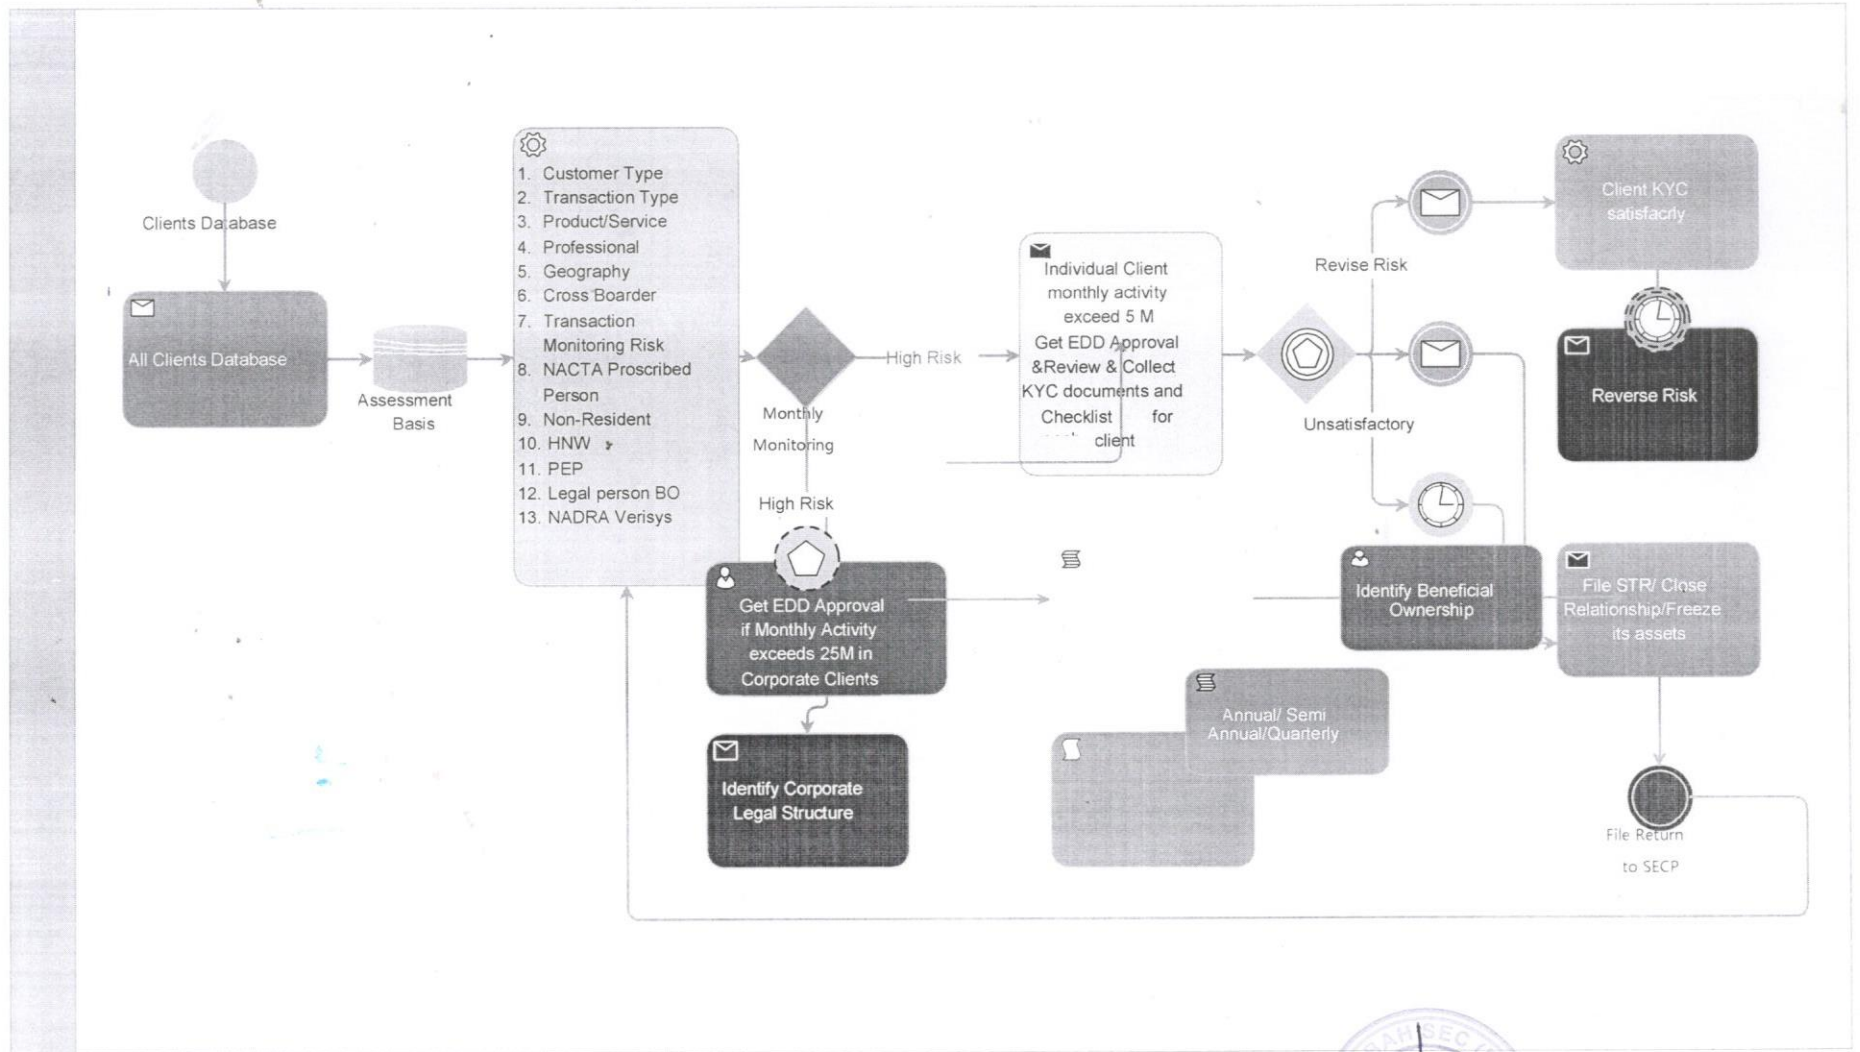 Clients Database
All Clients Database
Assessment
Basis
1. Customer Type
2. Transaction Type
3. Product/Service
4. Professional
5. Geography
6. Cross Boarder
7. Transaction
Monitoring Risk
8. NACTA Proscribed
Person
9. Non-Resident
10. HNW
11. PEP
12. Legal person BO
13. NADRA Verisys
High Risk
Monthly
Monitoring
High Risk
Get EDD Approval
if Monthly Activity
exceeds 25M in
Corporate Clients
Identify Corporate
Legal Structure
Individual Client
monthly activity
exceed 5 M
Get EDD Approval
&Review & Collect
KYC documents and
Checklist for
client
Revise Risk
Unsatisfactory
Client KYC
satisfacrly
Reverse Risk
Identify Beneficial
Ownership
File STR/ Close
Relationship/Freeze
its assets
Annual/ Semi
Annual/Quarterly
File Return
to SECP
SEC